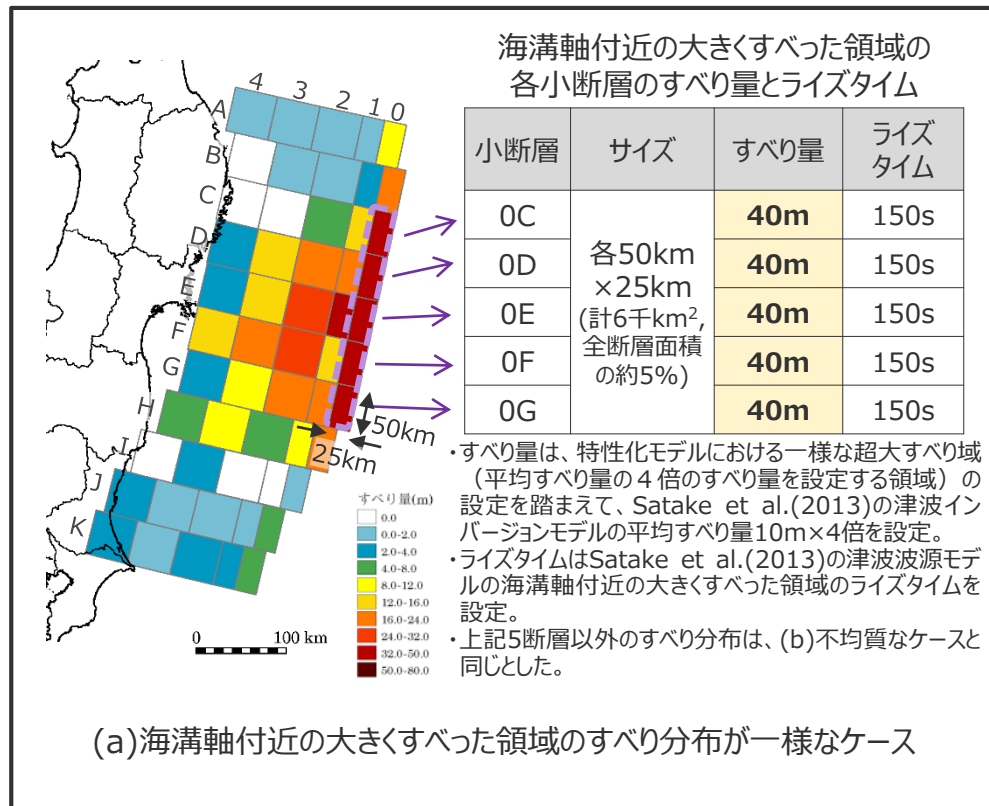 海溝軸付近の大きくすべった領域の
各小断層のすべり量とライズタイム
4 3 2 1 0
A
B
C
D
E
F
G
H
I
J
K
50km
25km
小断層 サイズ すべり量 ライズタイム
0C 40m 150s
0D 40m 150s
0E 40m 150s
0F 40m 150s
0G 40m 150s
各50km
×25km
(計6千km²,
全断層面積
の約5%)
すべり量(m)
0.0
0.0-2.0
2.0-4.0
4.0-8.0
8.0-12.0
12.0-16.0
16.0-24.0
24.0-32.0
32.0-50.0
50.0-80.0
0 100 km
・すべり量は、特性化モデルにおける一様な超大すべり域
（平均すべり量の４倍のすべり量を設定する領域）の
設定を踏まえて、Satake et al.(2013)の津波イン
バージョンモデルの平均すべり量10m×4倍を設定。
・ライズタイムはSatake et al.(2013)の津波波源モデ
ルの海溝軸付近の大きくすべった領域のライズタイムを
設定。
・上記5断層以外のすべり分布は、(b)不均質なケースと
同じとした。
(a)海溝軸付近の大きくすべった領域のすべり分布が一様なケース